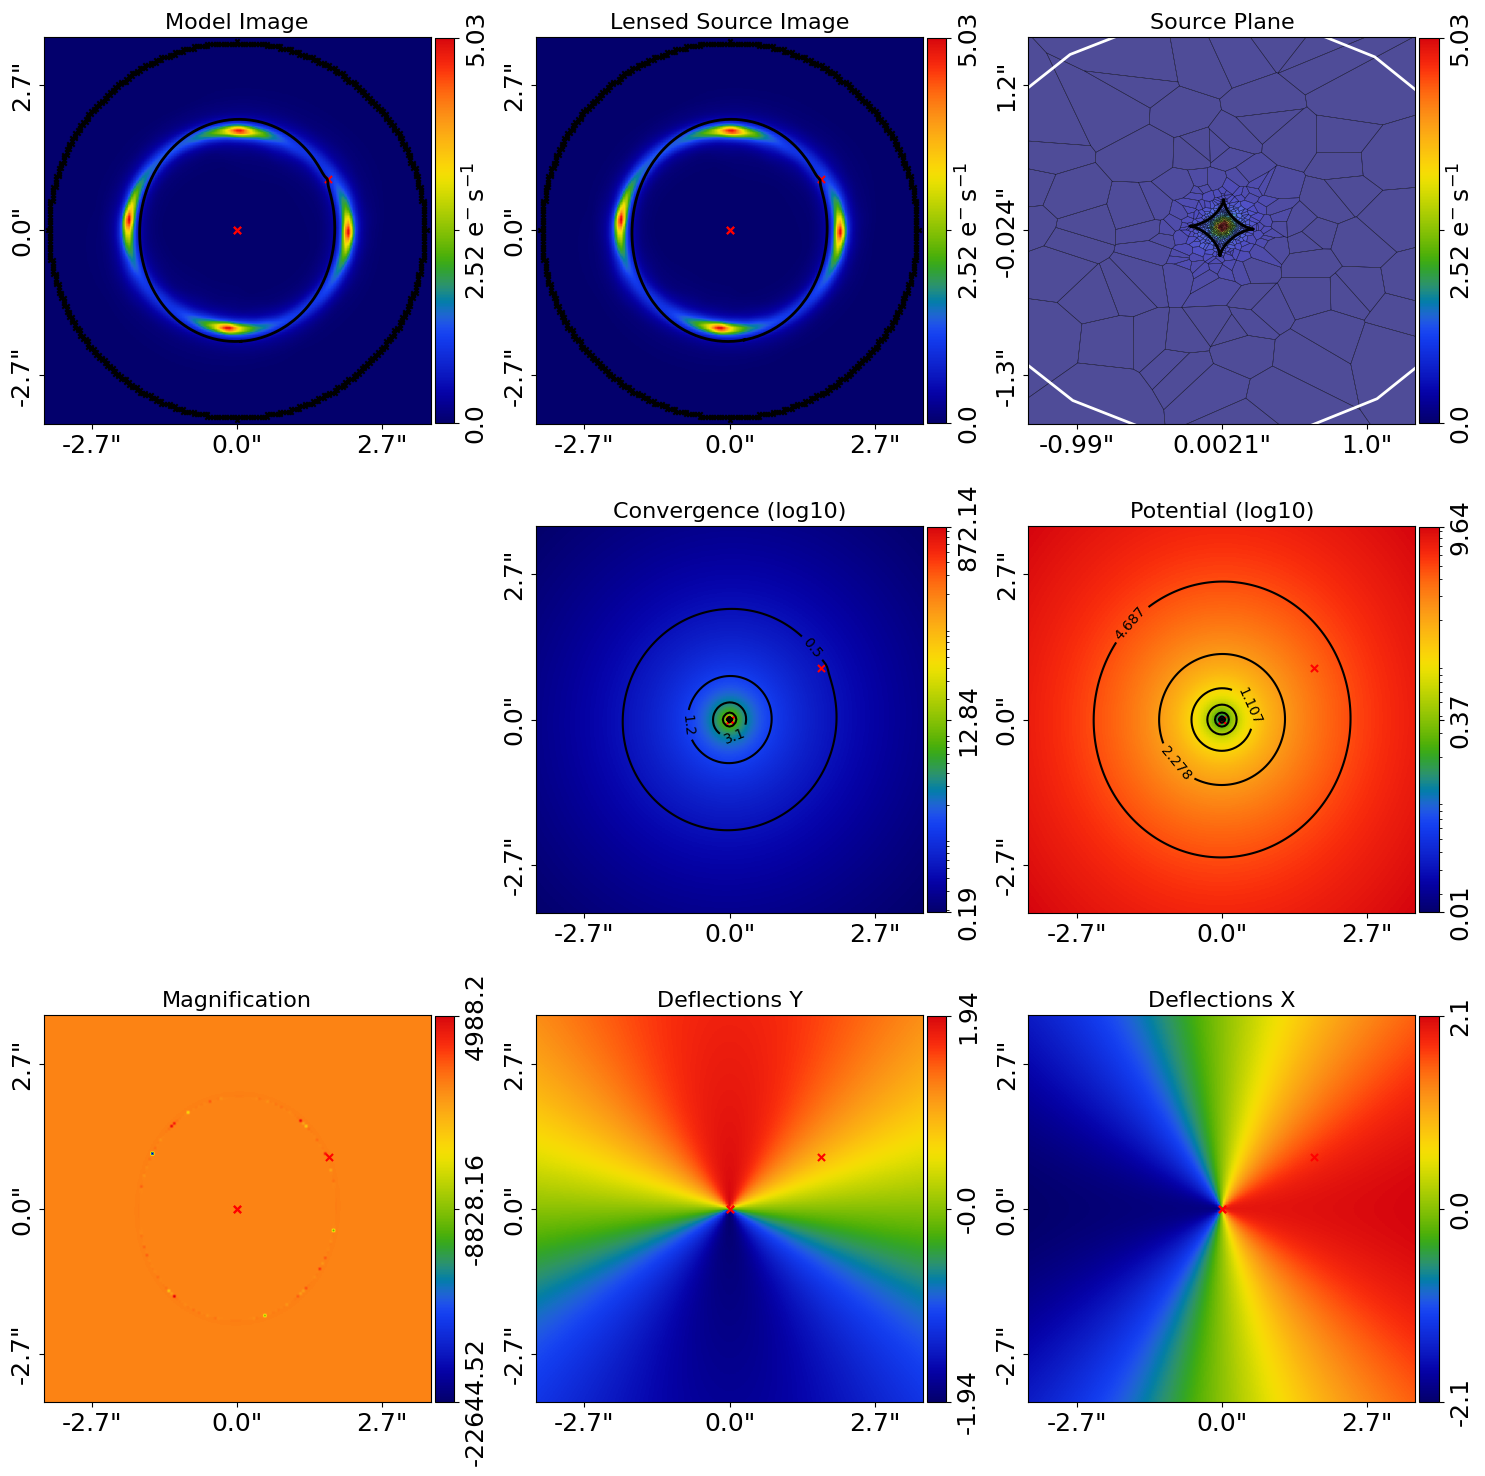 Model Image
2.7"
0.0"
-2.7"
-2.7" 0.0" 2.7"
5.03
2.52 e⁻ s⁻¹
0.0
Lensed Source Image
2.7"
0.0"
-2.7"
-2.7" 0.0" 2.7"
5.03
2.52 e⁻ s⁻¹
0.0
Source Plane
1.2"
-0.024"
-1.3"
-0.99" 0.0021" 1.0"
5.03
2.52 e⁻ s⁻¹
0.0
Convergence (log10)
2.7"
0.0"
-2.7"
-2.7" 0.0" 2.7"
0.5
1.2
3.1
872.14
12.84
0.19
Potential (log10)
2.7"
0.0"
-2.7"
-2.7" 0.0" 2.7"
4.687
1.107
2.278
9.64
0.37
0.01
Magnification
2.7"
0.0"
-2.7"
-2.7" 0.0" 2.7"
4988.2
-8828.16
-22644.52
Deflections Y
2.7"
0.0"
-2.7"
-2.7" 0.0" 2.7"
1.94
-0.0
-1.94
Deflections X
2.7"
0.0"
-2.7"
-2.7" 0.0" 2.7"
2.1
0.0
-2.1